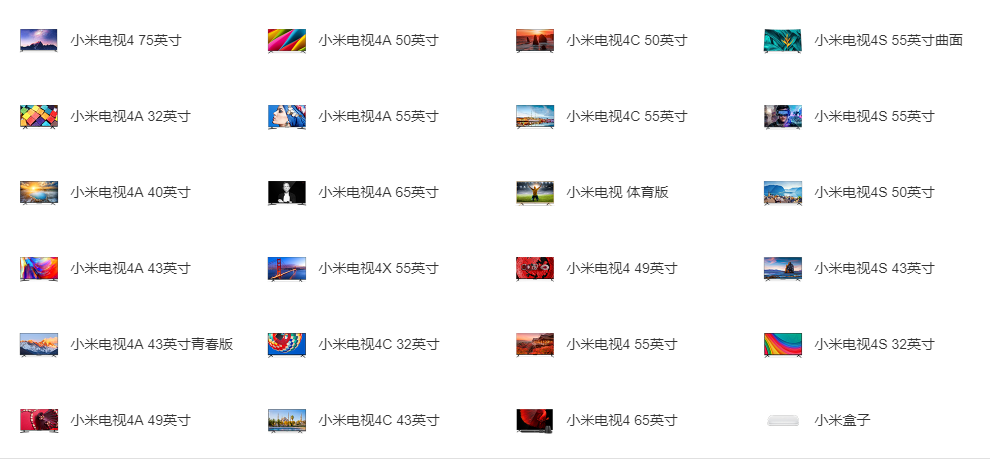 小米电视4 75英寸
小米电视4A 50英寸
小米电视4C 50英寸
小米电视4S 55英寸曲面
小米电视4A 32英寸
小米电视4A 55英寸
小米电视4C 55英寸
小米电视4S 55英寸
小米电视4A 40英寸
小米电视4A 65英寸
小米电视 体育版
小米电视4S 50英寸
小米电视4A 43英寸
小米电视4X 55英寸
小米电视4 49英寸
小米电视4S 43英寸
小米电视4A 43英寸青春版
小米电视4C 32英寸
小米电视4 55英寸
小米电视4S 32英寸
小米电视4A 49英寸
小米电视4C 43英寸
小米电视4 65英寸
小米盒子